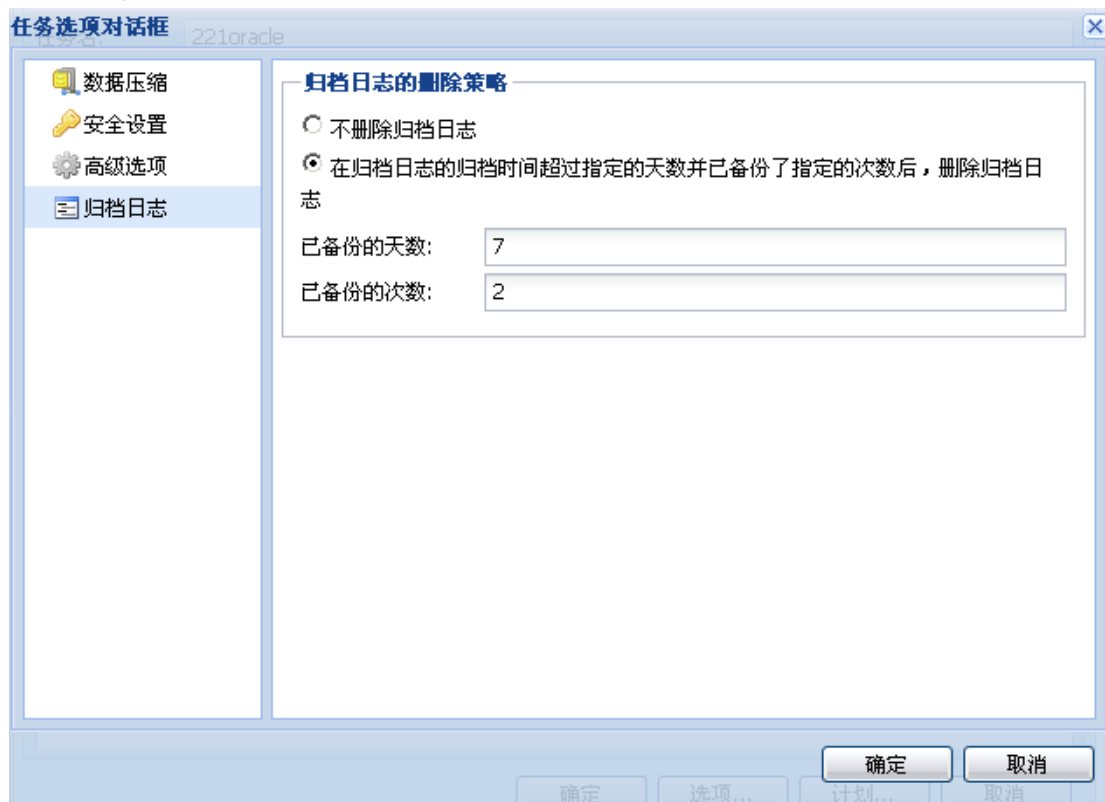 任务选项对话框
任务名: 221oracle
数据压缩
安全设置
高级选项
归档日志
归档日志的删除策略
不删除归档日志
在归档日志的归档时间超过指定的天数并已备份了指定的次数后，删除归档日
志
已备份的天数: 7
已备份的次数: 2
确定 取消
确定 选项... 计划... 取消